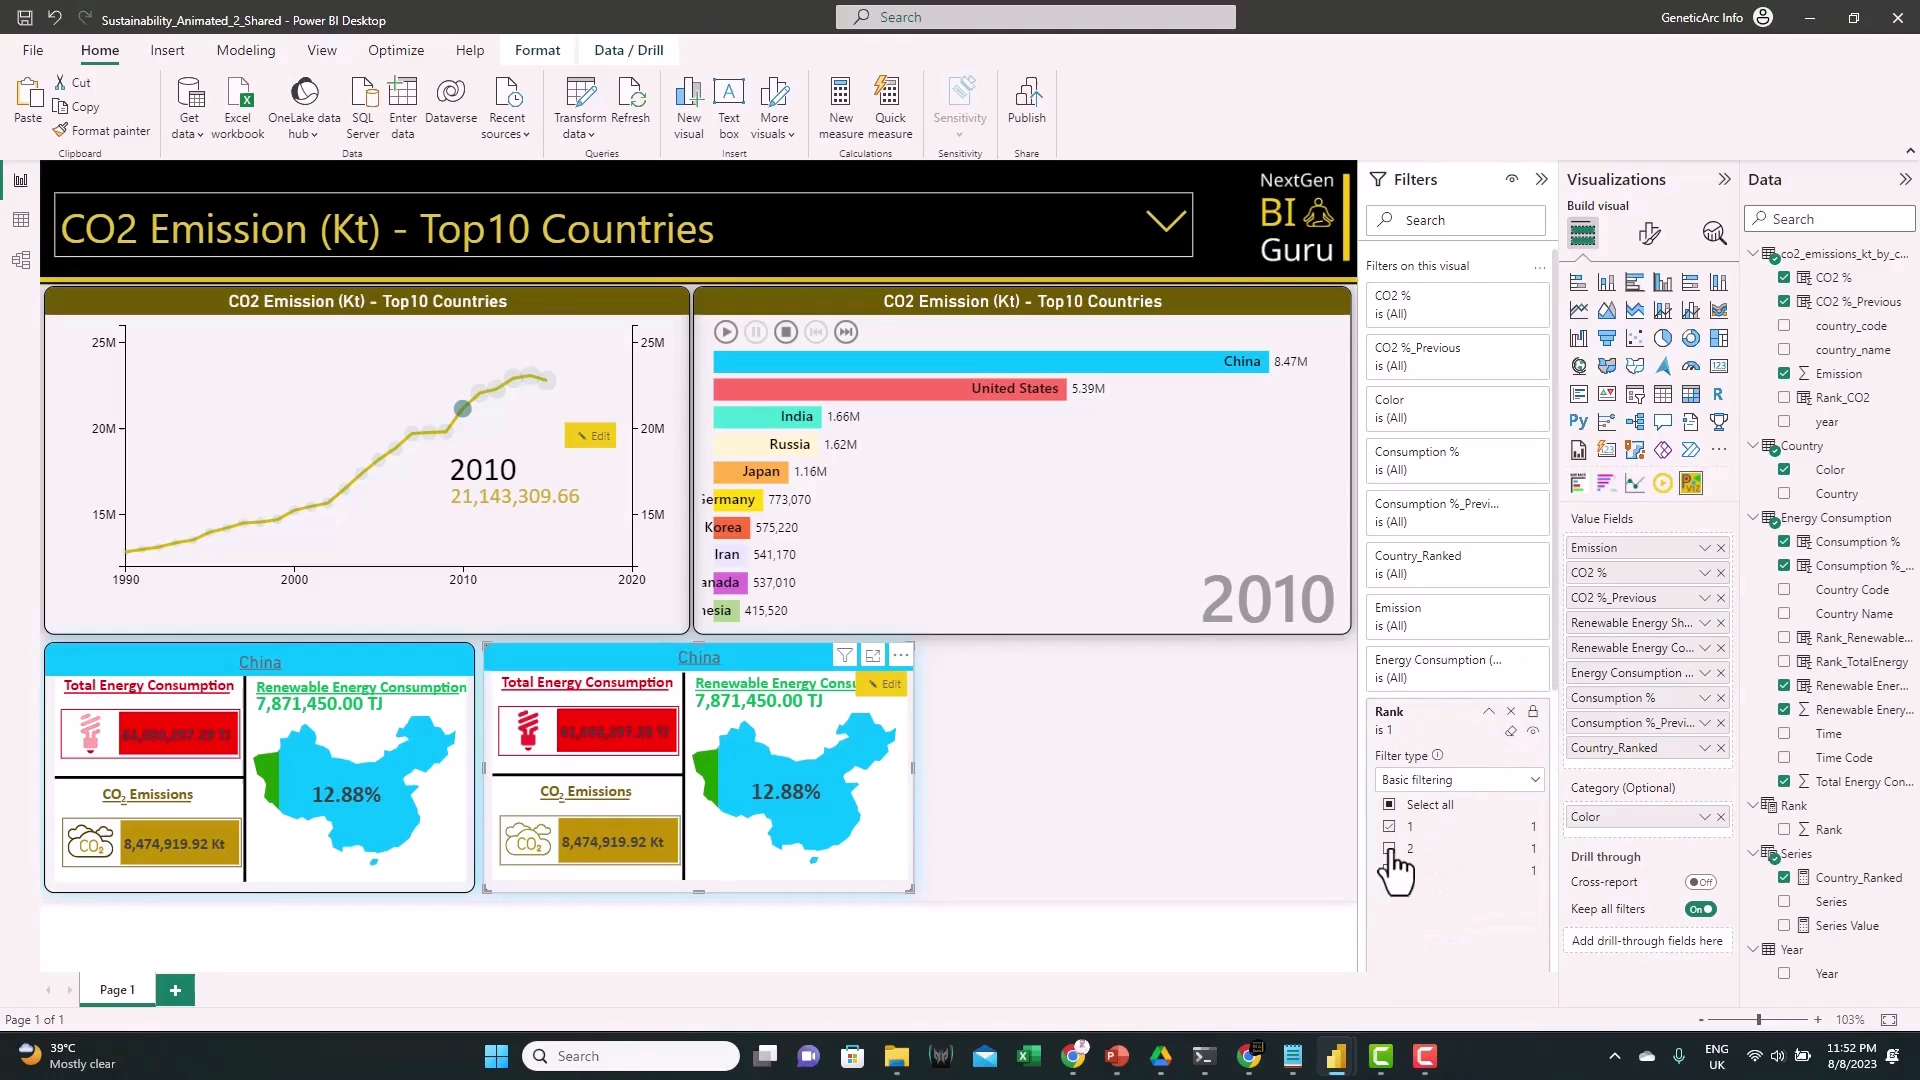 Sustainability_Animated_2_Shared - Power BI Desktop
Search
GeneticArc Info
File
Home
Insert
Modeling
View
Optimize
Help
Format
Data / Drill
Paste
Cut
Copy
Format painter
Clipboard
Get data
Excel workbook
OneLake data hub
SQL Server
Enter data
Dataverse
Recent sources
Data
Transform data
Refresh
Queries
New visual
Text box
More visuals
Insert
New measure
Quick measure
Calculations
Sensitivity
Sensitivity
Publish
Share
CO2 Emission (Kt) - Top10 Countries
NextGen
BI
Guru
CO2 Emission (Kt) - Top10 Countries
25M
20M
15M
25M
20M
15M
Edit
2010
21,143,309.66
1990
2000
2010
2020
CO2 Emission (Kt) - Top10 Countries
China 8.47M
United States 5.39M
India 1.66M
Russia 1.62M
Japan 1.16M
Germany 773,070
Korea 575,220
Iran 541,170
anada 537,010
nesia 415,520
2010
China
Total Energy Consumption
Renewable Energy Consumption
7,871,450.00 TJ
CO2 Emissions
CO2
8,474,919.92 Kt
12.88%
China
Edit
Total Energy Consumption
Renewable Energy Consu
7,871,450.00 TJ
CO2 Emissions
CO2
8,474,919.92 Kt
12.88%
Filters
Search
Filters on this visual
...
CO2 %
is (All)
CO2 %_Previous
is (All)
Color
is (All)
Consumption %
is (All)
Consumption %_Previ...
is (All)
Country_Ranked
is (All)
Emission
is (All)
Energy Consumption (...
is (All)
Rank
is 1
Filter type
Basic filtering
Select all
1 1
2 1
1
Visualizations
Build visual
123
R
Py
...
Value Fields
Emission
CO2 %
CO2 %_Previous
Renewable Energy Sh...
Renewable Energy Co...
Energy Consumption ...
Consumption %
Consumption %_Previ...
Country_Ranked
Category (Optional)
Color
Drill through
Cross-report
Off
Keep all filters
On
Add drill-through fields here
Data
Search
co2_emissions_kt_by_c...
CO2 %
CO2 %_Previous
country_code
country_name
Emission
Rank_CO2
year
Country
Color
Country
Energy Consumption
Consumption %
Consumption %_...
Country Code
Country Name
Rank_Renewable...
Rank_TotalEnergy
Renewable Ener...
Renewable Energy...
Time
Time Code
Total Energy Con...
Rank
Rank
Series
Country_Ranked
Series
Series Value
Year
Year
Page 1
Page 1 of 1
103%
39°C
Mostly clear
Search
ENG
UK
11:52 PM
8/8/2023